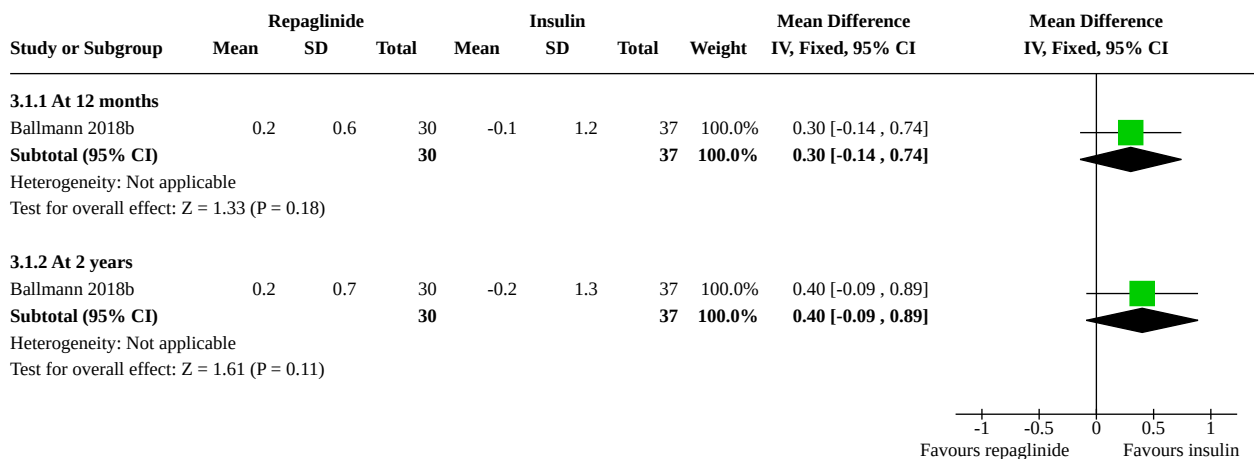 Repaglinide Insulin Mean Difference Mean Difference
Study or Subgroup Mean SD Total Mean SD Total Weight IV, Fixed, 95% CI IV, Fixed, 95% CI
3.1.1 At 12 months
Ballmann 2018b 0.2 0.6 30 -0.1 1.2 37 100.0% 0.30 [-0.14 , 0.74]
Subtotal (95% CI) 30 37 100.0% 0.30 [-0.14 , 0.74]
Heterogeneity: Not applicable
Test for overall effect: Z = 1.33 (P = 0.18)
3.1.2 At 2 years
Ballmann 2018b 0.2 0.7 30 -0.2 1.3 37 100.0% 0.40 [-0.09 , 0.89]
Subtotal (95% CI) 30 37 100.0% 0.40 [-0.09 , 0.89]
Heterogeneity: Not applicable
Test for overall effect: Z = 1.61 (P = 0.11)
-1 -0.5 0 0.5 1
Favours repaglinide Favours insulin